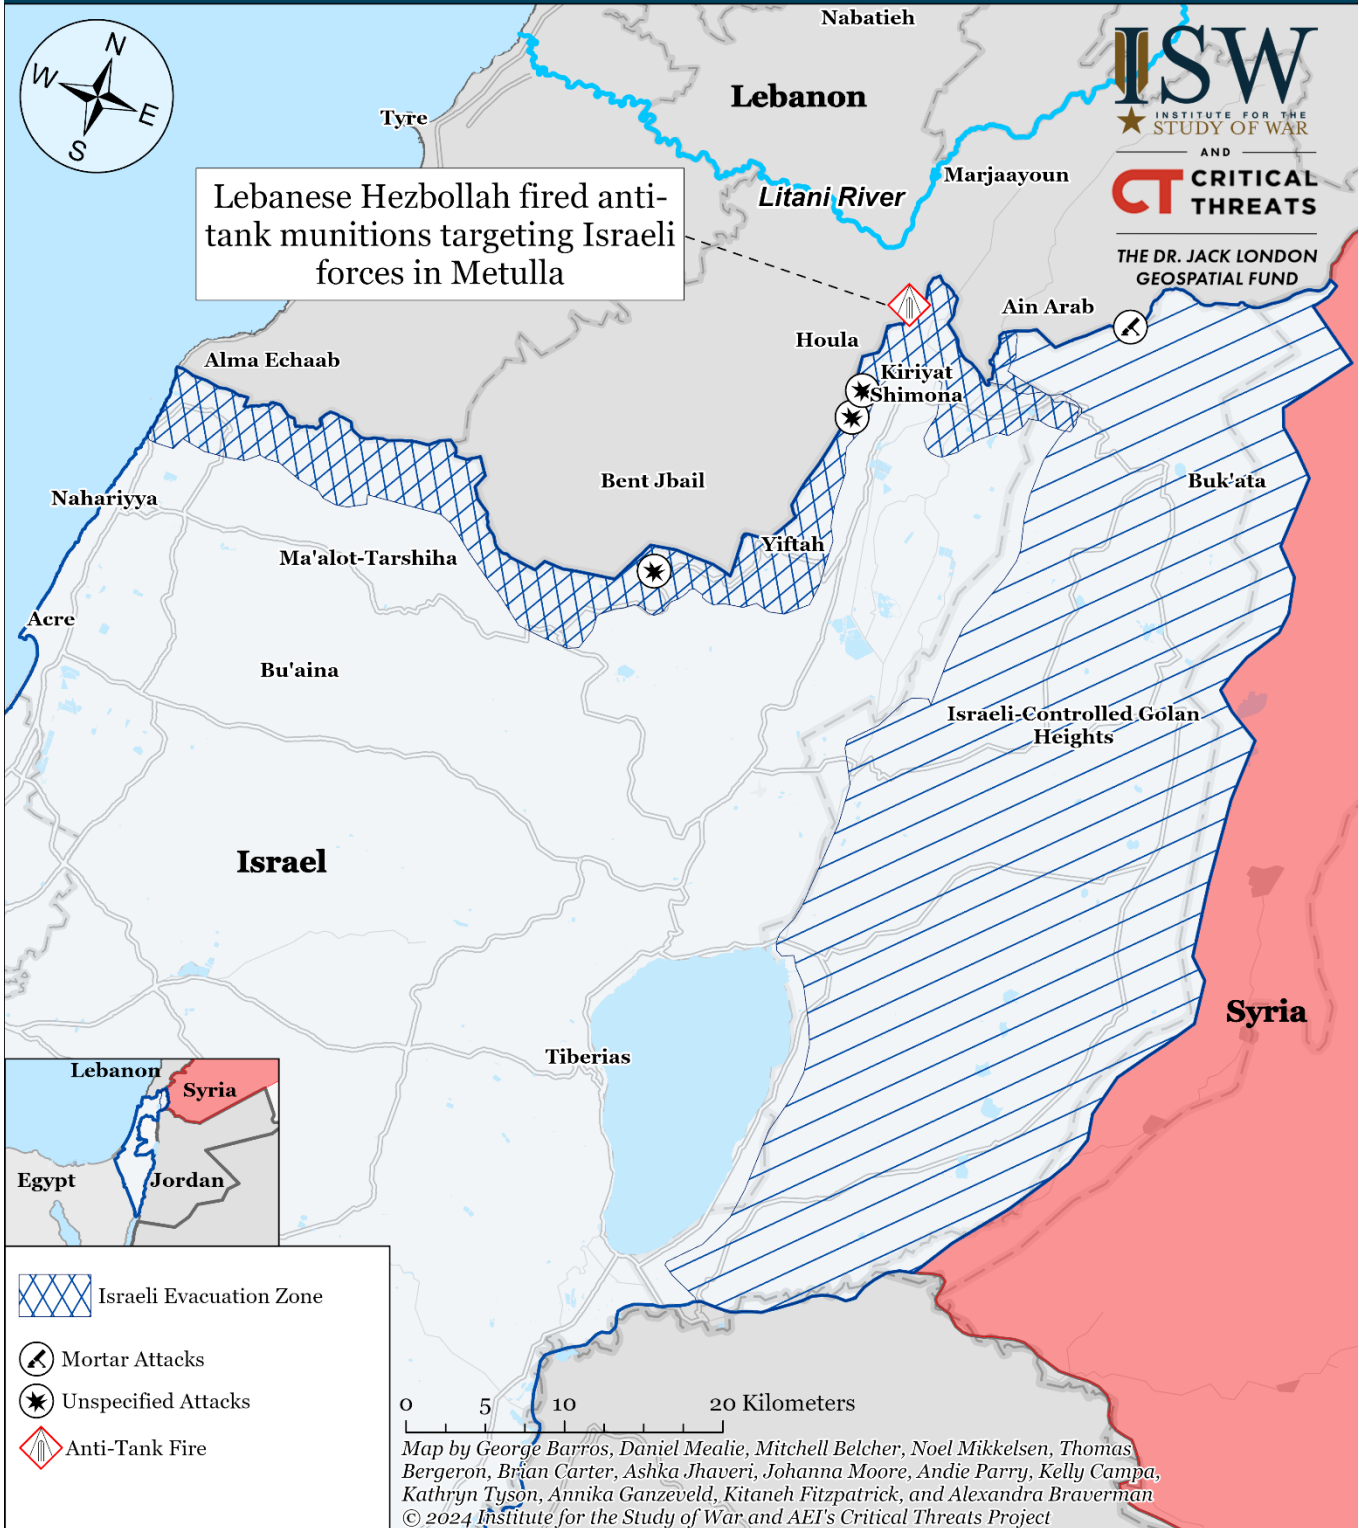 N
W
E
S
Nabatieh
Lebanon
ISW
INSTITUTE FOR THE
STUDY OF WAR
AND
CT CRITICAL
THREATS
THE DR. JACK LONDON
GEOSPATIAL FUND
Tyre
Marjaayoun
Litani River
Lebanese Hezbollah fired anti-
tank munitions targeting Israeli
forces in Metulla
Ain Arab
Houla
Alma Echaab
Kiriyat
Shimona
Bent Jbail
Buk'ata
Nahariyya
Ma'alot-Tarshiha
Yiftah
Acre
Bu'aina
Israeli-Controlled Golan
Heights
Israel
Syria
Tiberias
Lebanon
Syria
Egypt
Jordan
Israeli Evacuation Zone
Mortar Attacks
Unspecified Attacks
Anti-Tank Fire
0 5 10 20 Kilometers
Map by George Barros, Daniel Mealie, Mitchell Belcher, Noel Mikkelsen, Thomas
Bergeron, Brian Carter, Ashka Jhaveri, Johanna Moore, Andie Parry, Kelly Campa,
Kathryn Tyson, Annika Ganzeveld, Kitaneh Fitzpatrick, and Alexandra Braverman
© 2024 Institute for the Study of War and AEI's Critical Threats Project